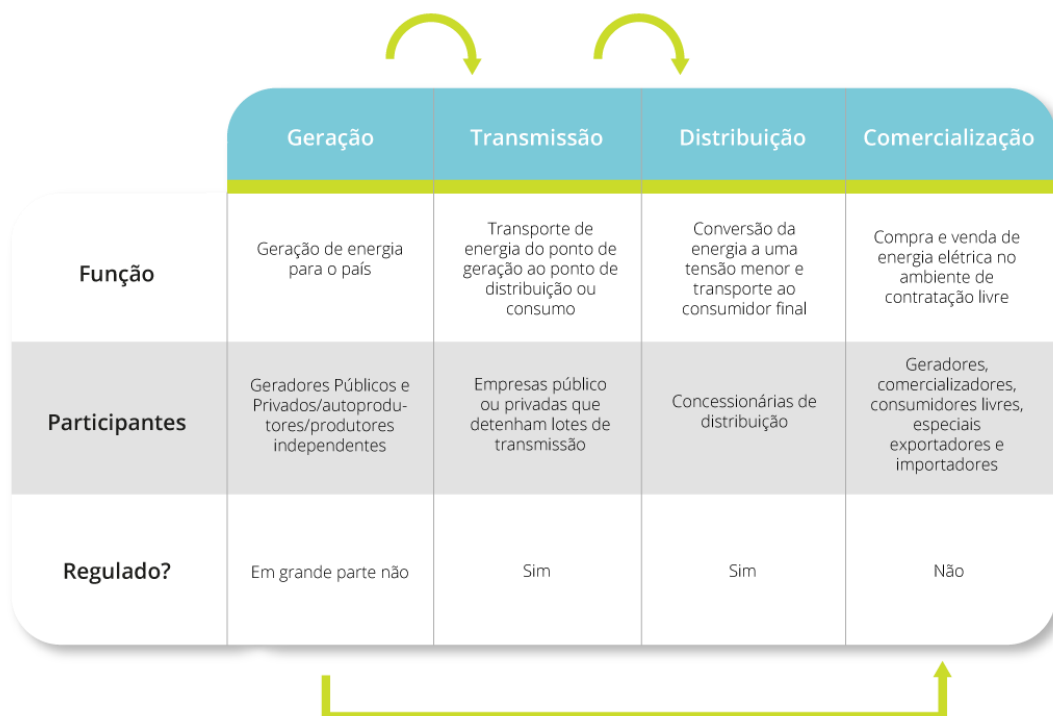 Geração
Transmissão
Distribuição
Comercialização
Função
Geração de energia
para o país
Transporte de
energia do ponto de
geração ao ponto de
distribuição ou
consumo
Conversão da
energia a uma
tensão menor e
transporte ao
consumidor final
Compra e venda de
energia elétrica no
ambiente de
contratação livre
Participantes
Geradores Públicos e
Privados/autoprodu-
tores/produtores
independentes
Empresas público
ou privadas que
detenham lotes de
transmissão
Concessionárias de
distribuição
Geradores,
comercializadores,
consumidores livres,
especiais
exportadores e
importadores
Regulado?
Em grande parte não
Sim
Sim
Não